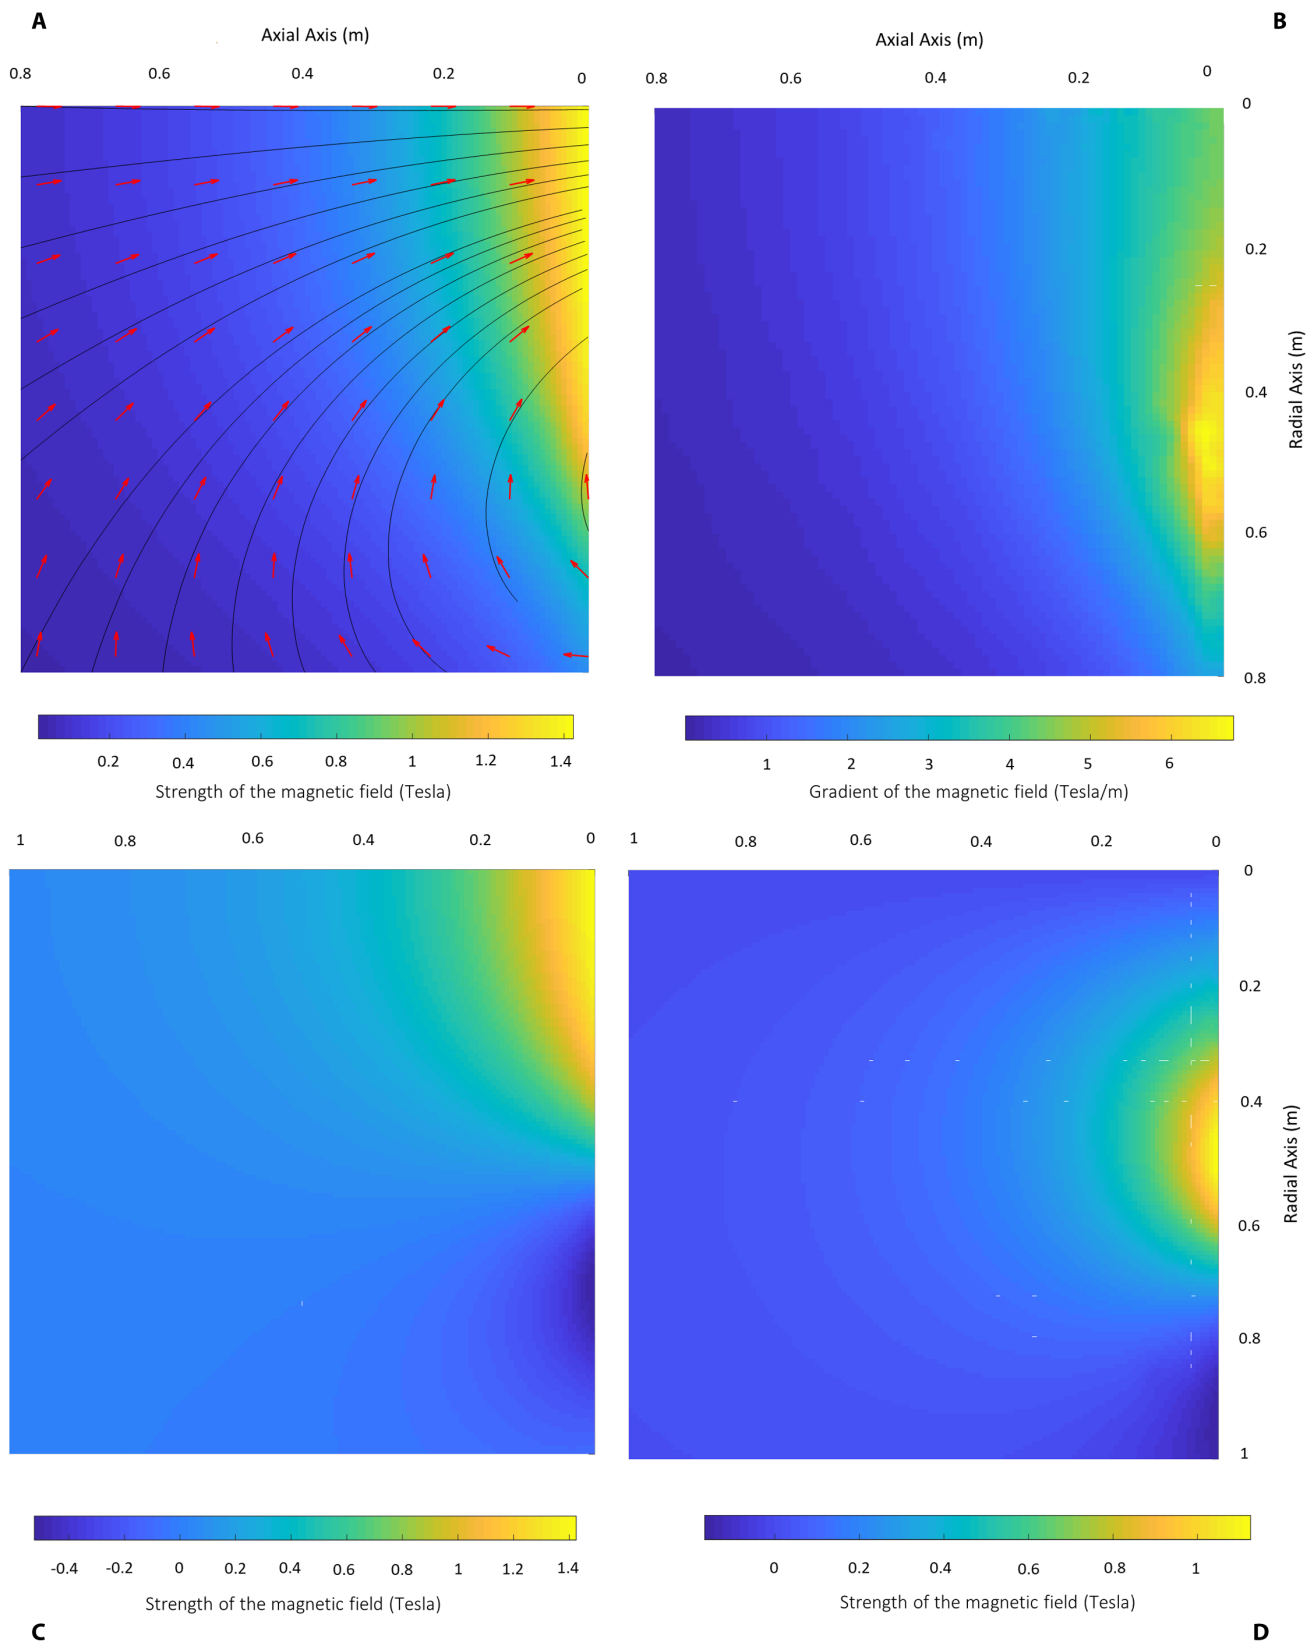 A
B
Axial Axis (m)
Axial Axis (m)
0.8 0.6 0.4 0.2 0
0.8 0.6 0.4 0.2 0
0
0.2
0.4
0.6
0.8
Radial Axis (m)
0.2 0.4 0.6 0.8 1 1.2 1.4
Strength of the magnetic field (Tesla)
1 2 3 4 5 6
Gradient of the magnetic field (Tesla/m)
1 0.8 0.6 0.4 0.2 0
1 0.8 0.6 0.4 0.2 0
0
0.2
0.4
0.6
0.8
1
Radial Axis (m)
-0.4 -0.2 0 0.2 0.4 0.6 0.8 1 1.2 1.4
Strength of the magnetic field (Tesla)
0 0.2 0.4 0.6 0.8 1
Strength of the magnetic field (Tesla)
C
D